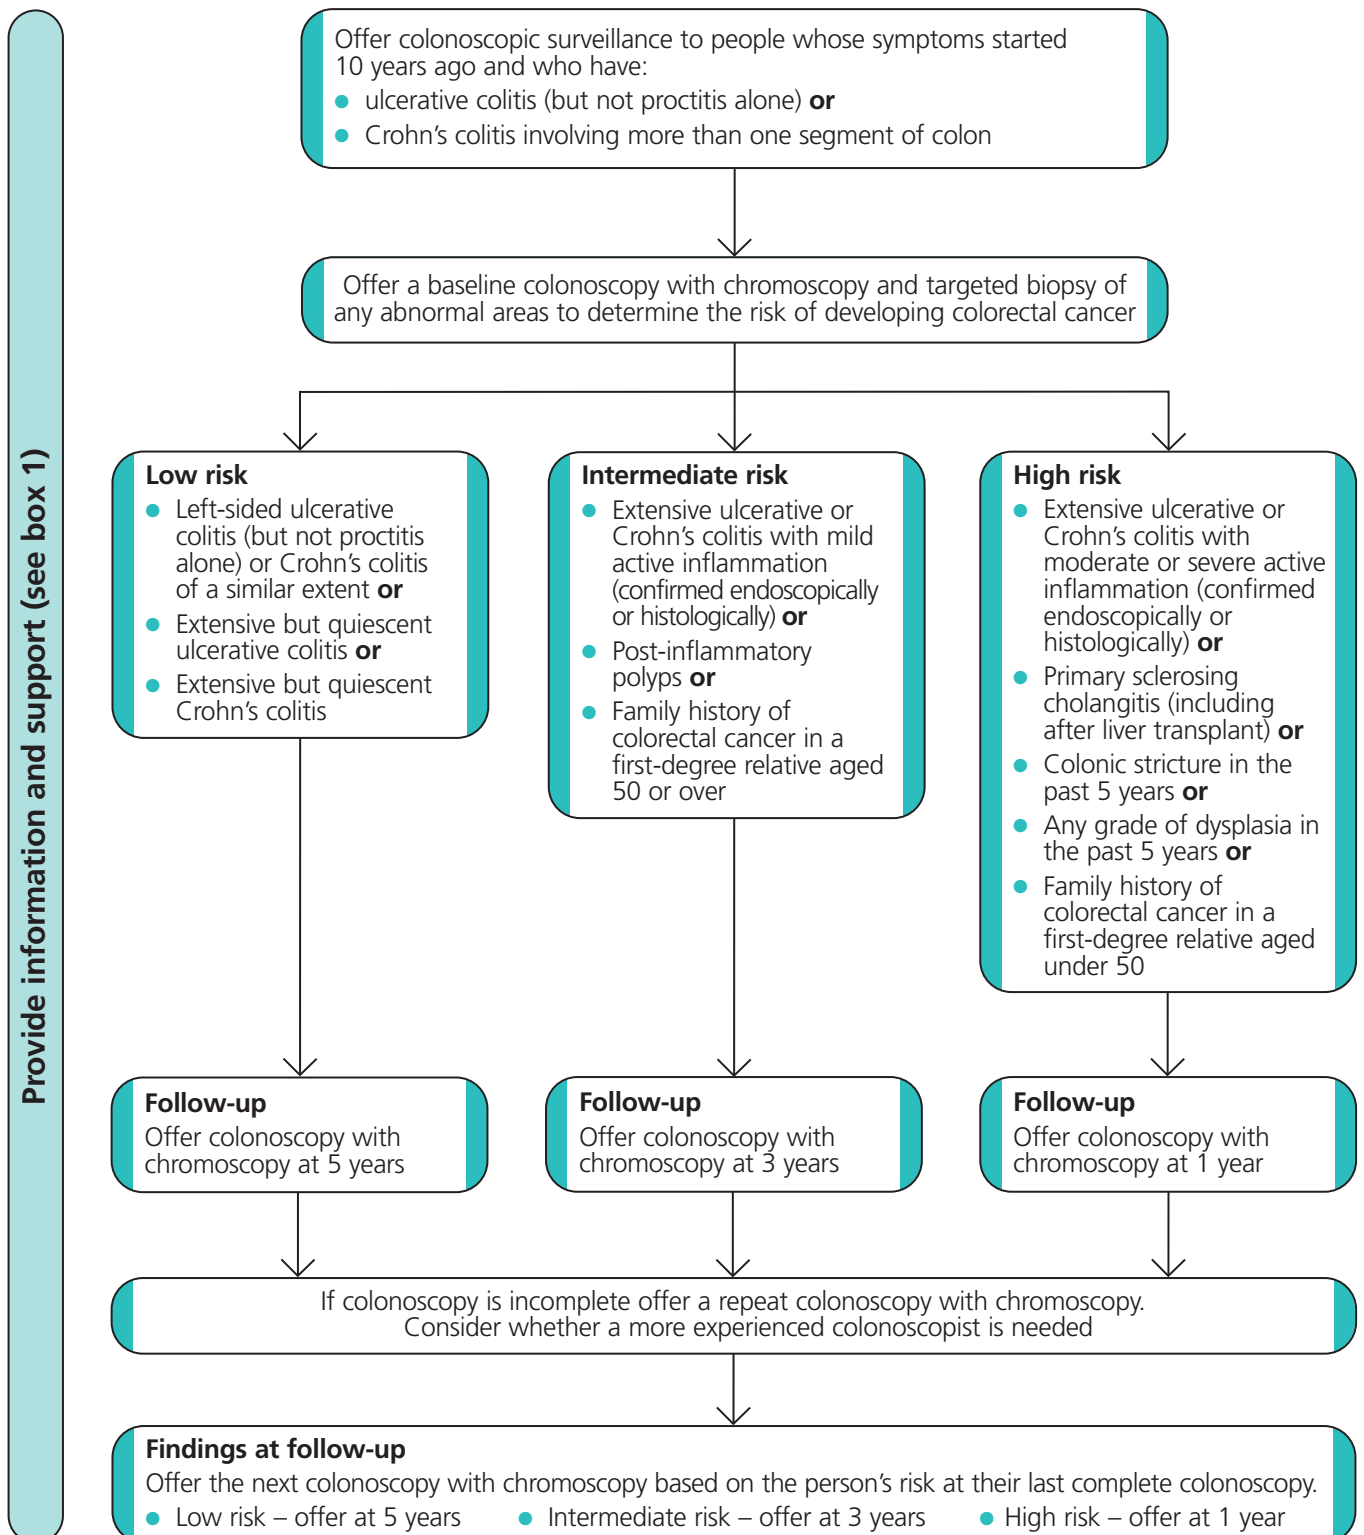 Provide information and support (see box 1)
Offer colonoscopic surveillance to people whose symptoms started
10 years ago and who have:
● ulcerative colitis (but not proctitis alone) or
● Crohn’s colitis involving more than one segment of colon
Offer a baseline colonoscopy with chromoscopy and targeted biopsy of
any abnormal areas to determine the risk of developing colorectal cancer
Low risk
● Left-sided ulcerative
colitis (but not proctitis
alone) or Crohn’s colitis
of a similar extent or
● Extensive but quiescent
ulcerative colitis or
● Extensive but quiescent
Crohn’s colitis
Intermediate risk
● Extensive ulcerative or
Crohn’s colitis with mild
active inflammation
(confirmed endoscopically
or histologically) or
● Post-inflammatory
polyps or
● Family history of
colorectal cancer in a
first-degree relative aged
50 or over
High risk
● Extensive ulcerative or
Crohn’s colitis with
moderate or severe active
inflammation (confirmed
endoscopically or
histologically) or
● Primary sclerosing
cholangitis (including
after liver transplant) or
● Colonic stricture in the
past 5 years or
● Any grade of dysplasia in
the past 5 years or
● Family history of
colorectal cancer in a
first-degree relative aged
under 50
Follow-up
Offer colonoscopy with
chromoscopy at 5 years
Follow-up
Offer colonoscopy with
chromoscopy at 3 years
Follow-up
Offer colonoscopy with
chromoscopy at 1 year
If colonoscopy is incomplete offer a repeat colonoscopy with chromoscopy.
Consider whether a more experienced colonoscopist is needed
Findings at follow-up
Offer the next colonoscopy with chromoscopy based on the person’s risk at their last complete colonoscopy.
● Low risk – offer at 5 years ● Intermediate risk – offer at 3 years ● High risk – offer at 1 year